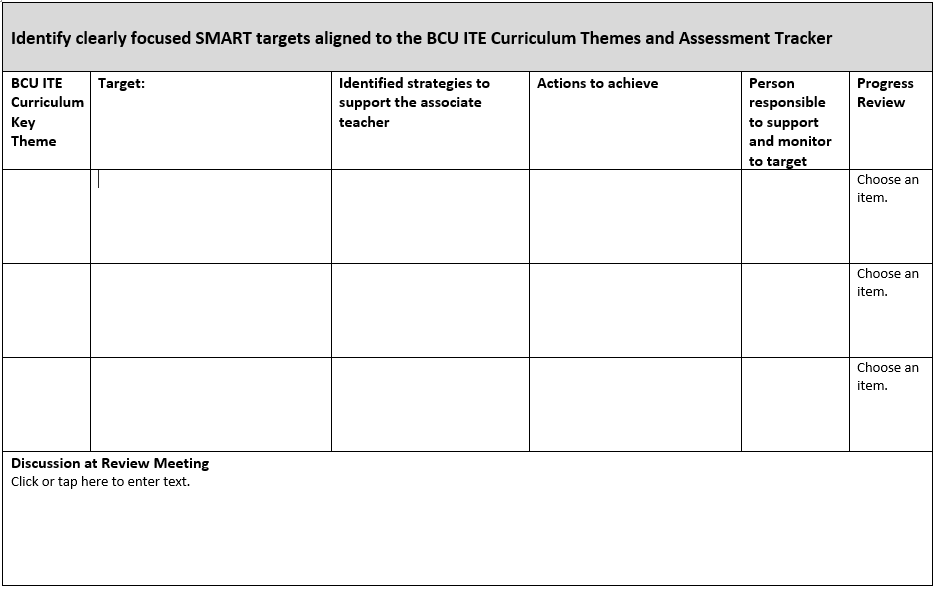 Identify clearly focused SMART targets aligned to the BCU ITE Curriculum Themes and Assessment Tracker
BCU ITE
Curriculum
Key
Theme
Target:
Identified strategies to
support the associate
teacher
Actions to achieve
Person
responsible
to support
and monitor
to target
Progress
Review
Choose an
item.
Choose an
item.
Choose an
item.
Discussion at Review Meeting
Click or tap here to enter text.